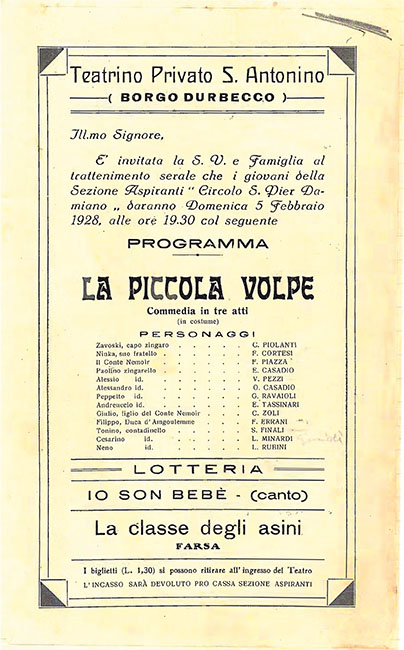 Teatrino Privato S. Antonino
( BORGO DURBECCO )
Ill.mo Signore,
E' invitata la S. V. e Famiglia al
trattenimento serale che i giovani della
Sezione Aspiranti " Circolo S. Pier Da-
miano „ daranno Domenica 5 Febbraio
1928, alle ore 19.30 col seguente
PROGRAMMA
LA PICCOLA VOLPE
Commedia in tre atti
(in costume)
PERSONAGGI
Zavoski, capo zingaro . . . . . C. PIOLANTI
Ninka, suo fratello . . . . . . F. CORTESI
Il Conte Nemoir . . . . . . F. PIAZZA
Paolino zingarello . . . . . . E. CASADIO
Alessio id. . . . . . . V. PEZZI
Alessandro id. . . . . . . O. CASADIO
Peppeito id. . . . . . . G. RAVAIOLI
Andreuccio id. . . . . . . E. TASSINARI
Giulio, figlio del Conte Nemoir . . . . C. ZOLI
Filippo, Duca d'Angoulemme . . . . F. ERRANI
Tonino, contadinello . . . . . S. FINALI
Cesarino id. . . . . . . L. MINARDI
Neno id. . . . . . . L. RUBINI
LOTTERIA
IO SON BEBÈ - (canto)
La classe degli asini
FARSA
I biglietti (L. 1,30) si possono ritirare all'ingresso del Teatro
L'INCASSO SARÀ DEVOLUTO PRO CASSA SEZIONE ASPIRANTI